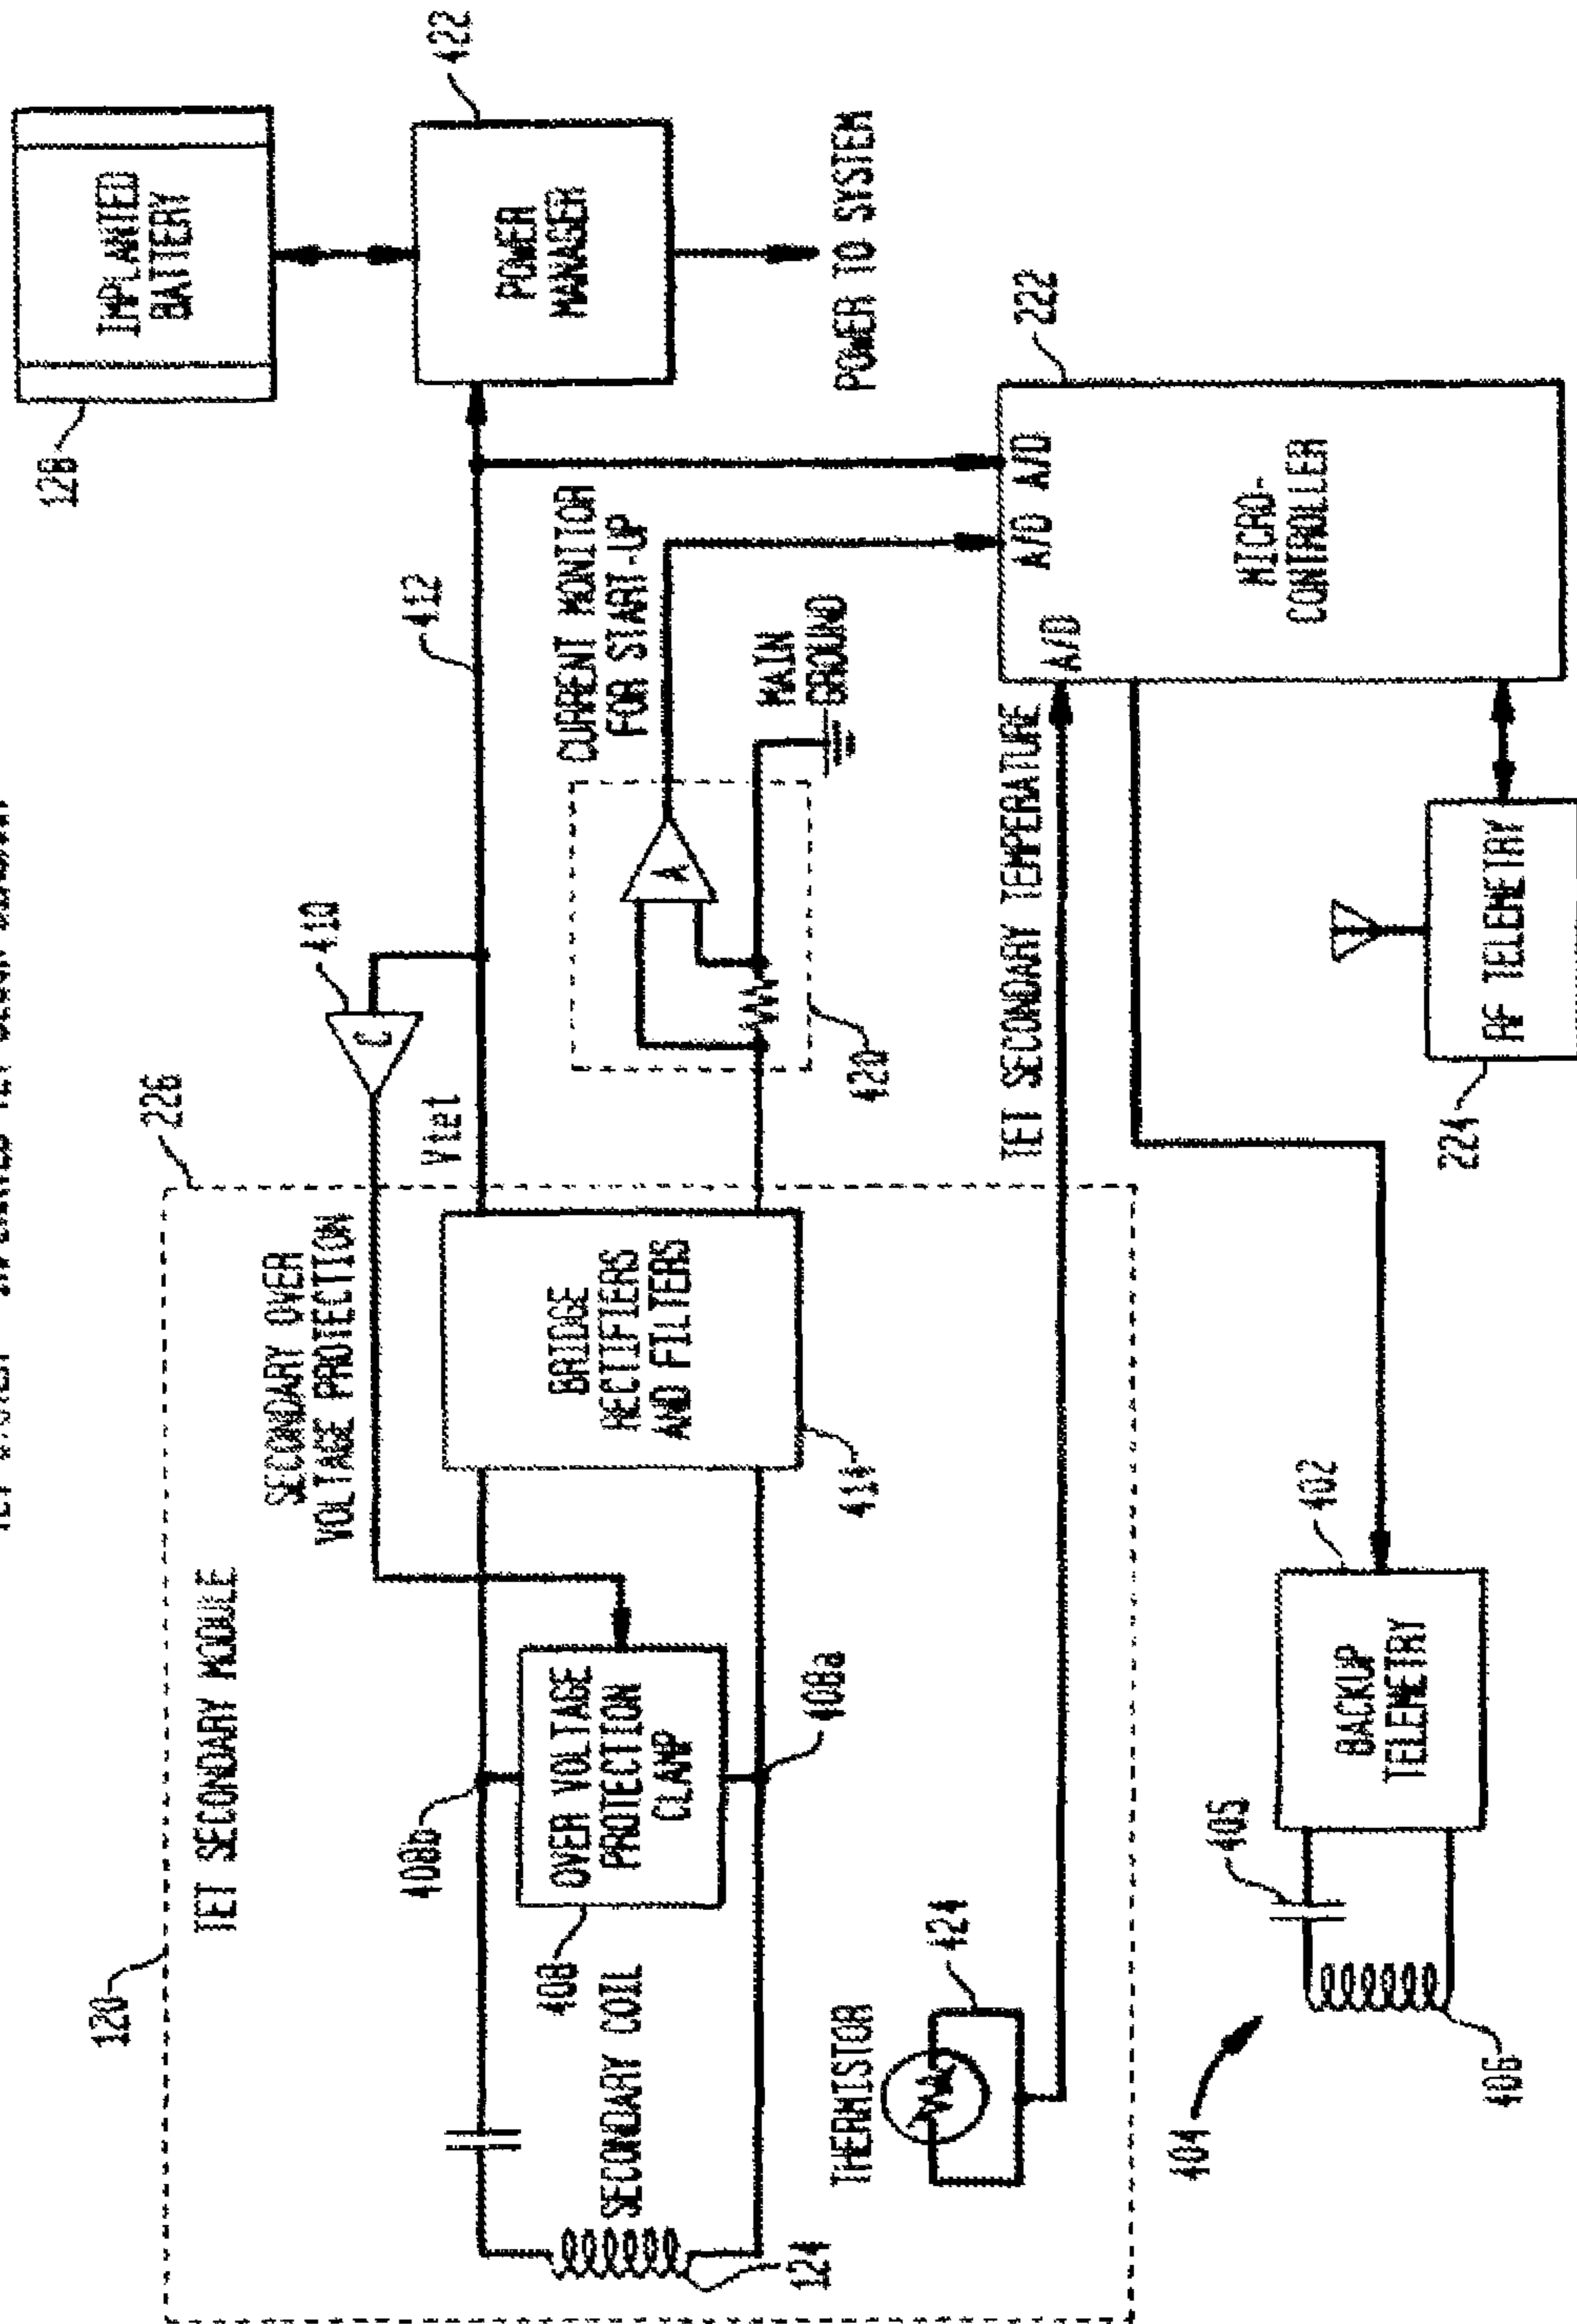 120
226
TET SECONDARY MODULE
SECONDARY OVER
VOLTAGE PROTECTION
410
Vtet
412
128
IMPLANTED
BATTERY
422
POWER
MANAGER
POWER TO SYSTEM
408b
OVER VOLTAGE
PROTECTION
CLAMP
408
408a
BRIDGE
RECTIFIERS
AND FILTERS
414
SECONDARY COIL
124
CURRENT MONITOR
FOR START-UP
A
C
420
MAIN
GROUND
THERMISTOR
424
TET SECONDARY TEMPERATURE
A/D
A/D
A/D
222
MICRO-
CONTROLLER
404
405
406
402
BACKUP
TELEMETRY
224
RF TELEMETRY